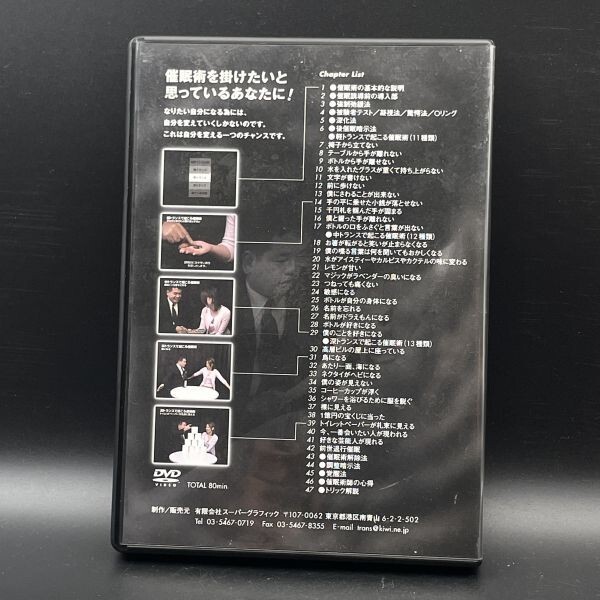 催眠術を掛けたいと
思っているあなたに!
なりたい自分になる為には、
自分を変えていくしかないのです。
これは自分を変える一つのチャンスです。
Chapter List
1 ●催眠術の基本的な説明
2 ●催眠誘導前の導入部
3 ●強制弛緩法
4 ●被験者テスト/凝視法/驚愕法/Oリング
5 ●深化法
6 ●後催眠暗示法
●軽トランスで起こる催眠術(11種類)
7 椅子から立てない
8 テーブルから手が離れない
9 ボトルから手が離せない
10 水を入れたグラスが重くて持ち上がらない
11 文字が書けない
12 前に歩けない
13 僕にさわることが出来ない
14 手の平に乗せた小銭が落とせない
15 千円札を掴んだ手が固まる
16 僕と握った手が離れない
17 ボトルの口をふさぐと言葉が出ない
●中トランスで起こる催眠術(12種類)
18 お箸が転がると笑いが止まらなくなる
19 僕の喋る言葉は何を聞いてもおかしくなる
20 水がアイスティーやカルピスやカクテルの味に変わる
21 レモンが甘い
22 マジックがラベンダーの臭いになる
23 つねっても痛くない
24 敏感になる
25 ボトルが自分の身体になる
26 名前を忘れる
27 名前がドラえもんになる
28 ボトルが好きになる
29 僕のことを好きになる
●深トランスで起こる催眠術(13種類)
30 高層ビルの屋上に座っている
31 鳥になる
32 あたり一面、海になる
33 ネクタイがヘビになる
34 僕の姿が見えない
35 コーヒーカップが浮く
36 シャワーを浴びるために服を脱ぐ
37 裸に見える
38 1億円の宝くじに当った
39 トイレットペーパーが札束に見える
40 今、一番会いたい人が現われる
41 好きな芸能人が現れる
42 前世退行催眠
43 ●催眠術解除法
44 ●調整暗示法
45 ●覚醒法
46 ●催眠術師の心得
47 ●トリック解説
DVD
VIDEO
TOTAL 80min.
制作/販売元 有限会社スーパーグラフィック 〒107-0062 東京都港区南青山6-2-2-502
Tel 03-5467-0719 Fax 03-5467-8355 E-mail trans@kiwi.ne.jp